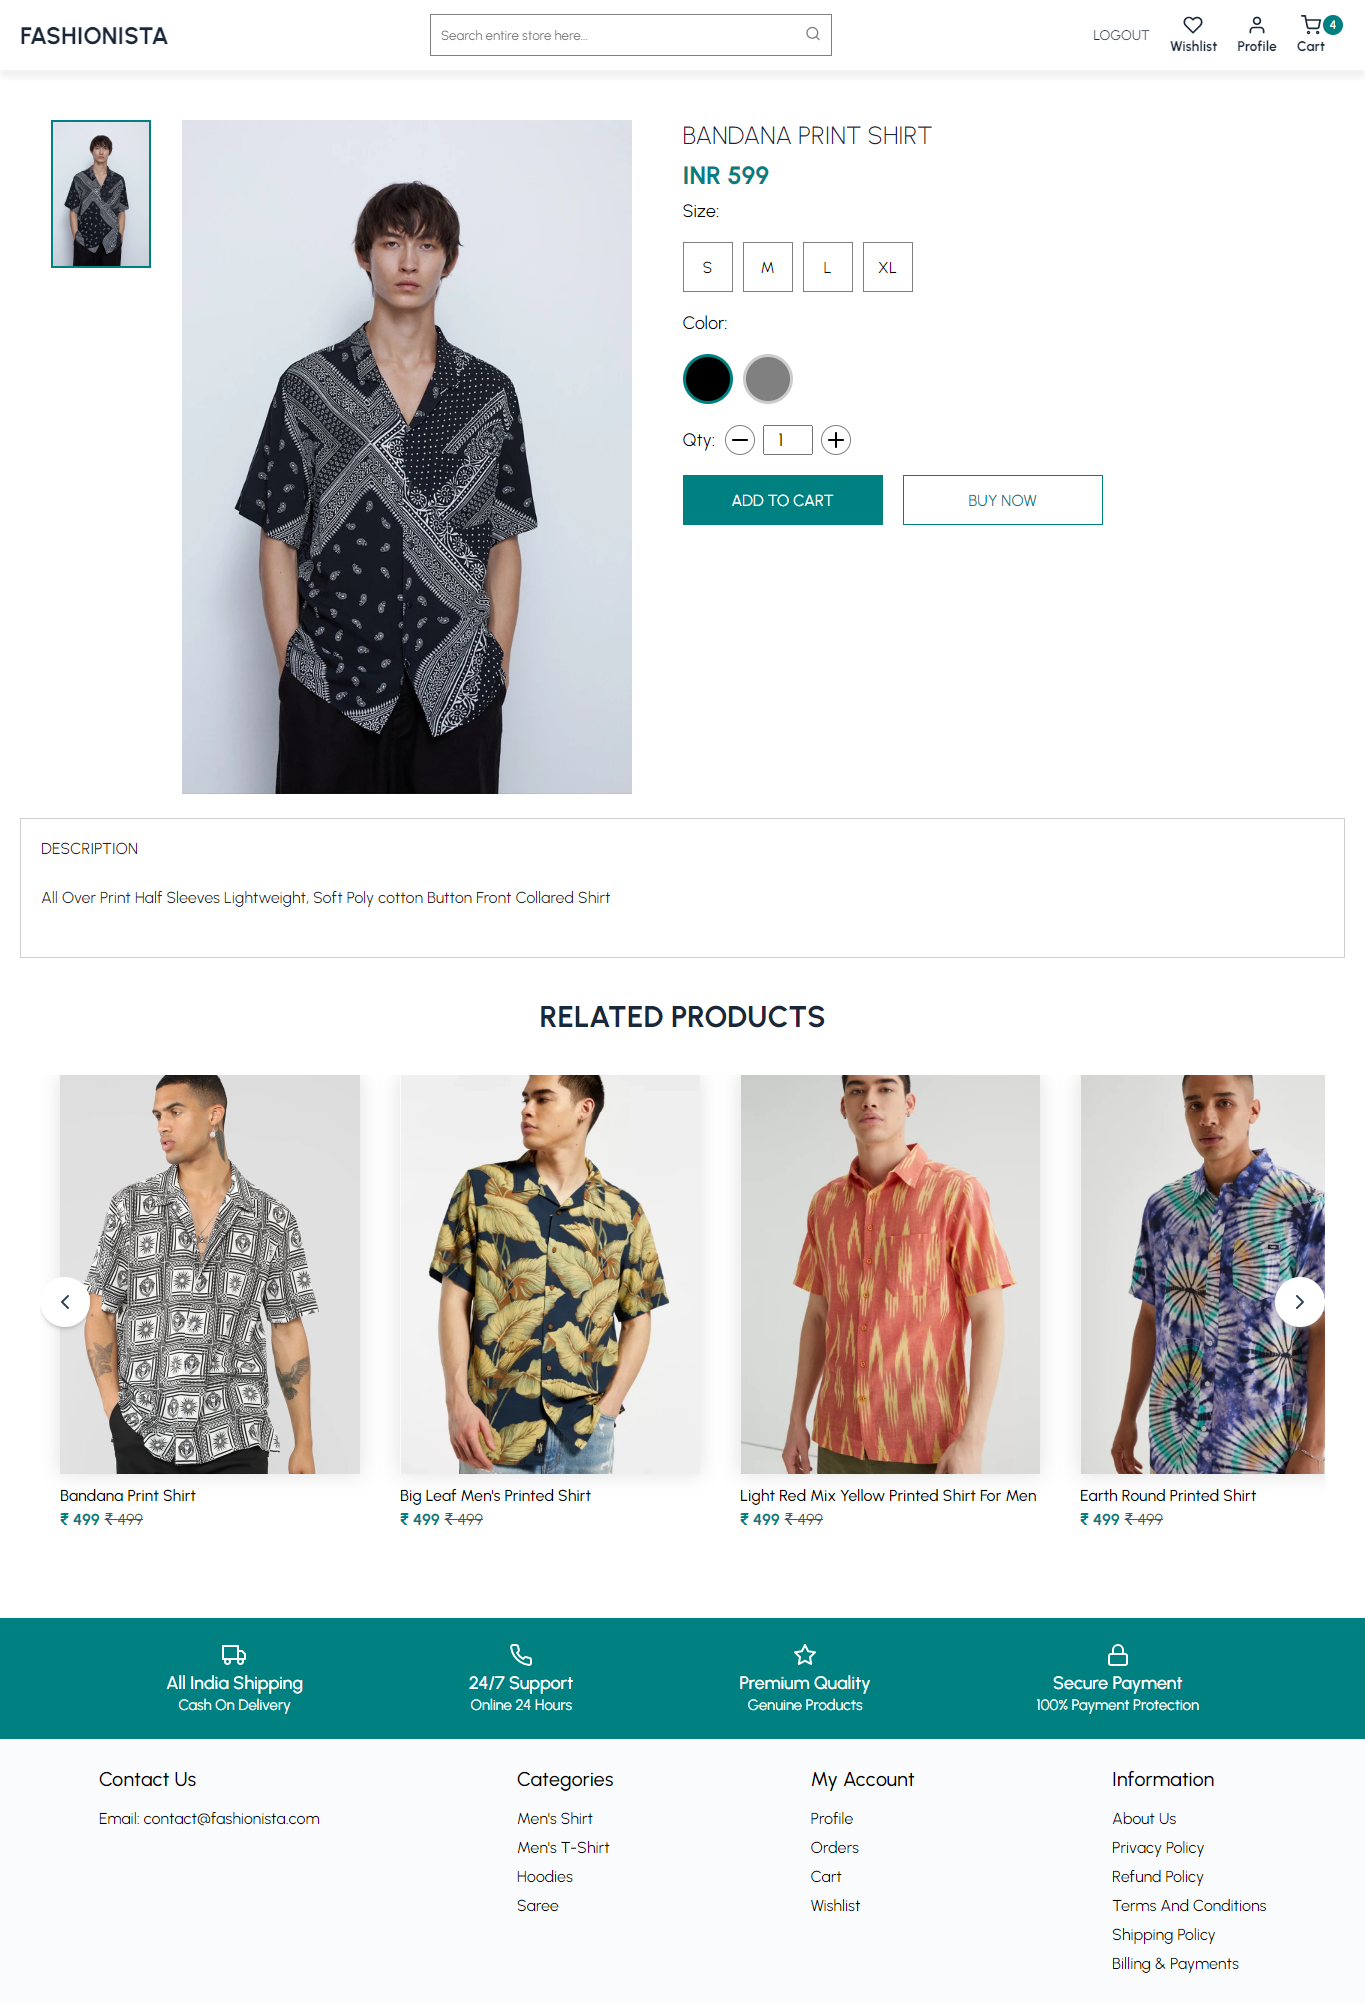 FASHIONISTA
Search entire store here...
LOGOUT
Wishlist
Profile
Cart
4
BANDANA PRINT SHIRT
INR 599
Size:
S M L XL
Color:
Qty: 1
ADD TO CART
BUY NOW
DESCRIPTION
All Over Print Half Sleeves Lightweight, Soft Poly cotton Button Front Collared Shirt
RELATED PRODUCTS
Bandana Print Shirt
₹ 499 ₹ 499
Big Leaf Men's Printed Shirt
₹ 499 ₹ 499
Light Red Mix Yellow Printed Shirt For Men
₹ 499 ₹ 499
Earth Round Printed Shirt
₹ 499 ₹ 499
All India Shipping
Cash On Delivery
24/7 Support
Online 24 Hours
Premium Quality
Genuine Products
Secure Payment
100% Payment Protection
Contact Us
Email: contact@fashionista.com
Categories
Men's Shirt
Men's T-Shirt
Hoodies
Saree
My Account
Profile
Orders
Cart
Wishlist
Information
About Us
Privacy Policy
Refund Policy
Terms And Conditions
Shipping Policy
Billing & Payments